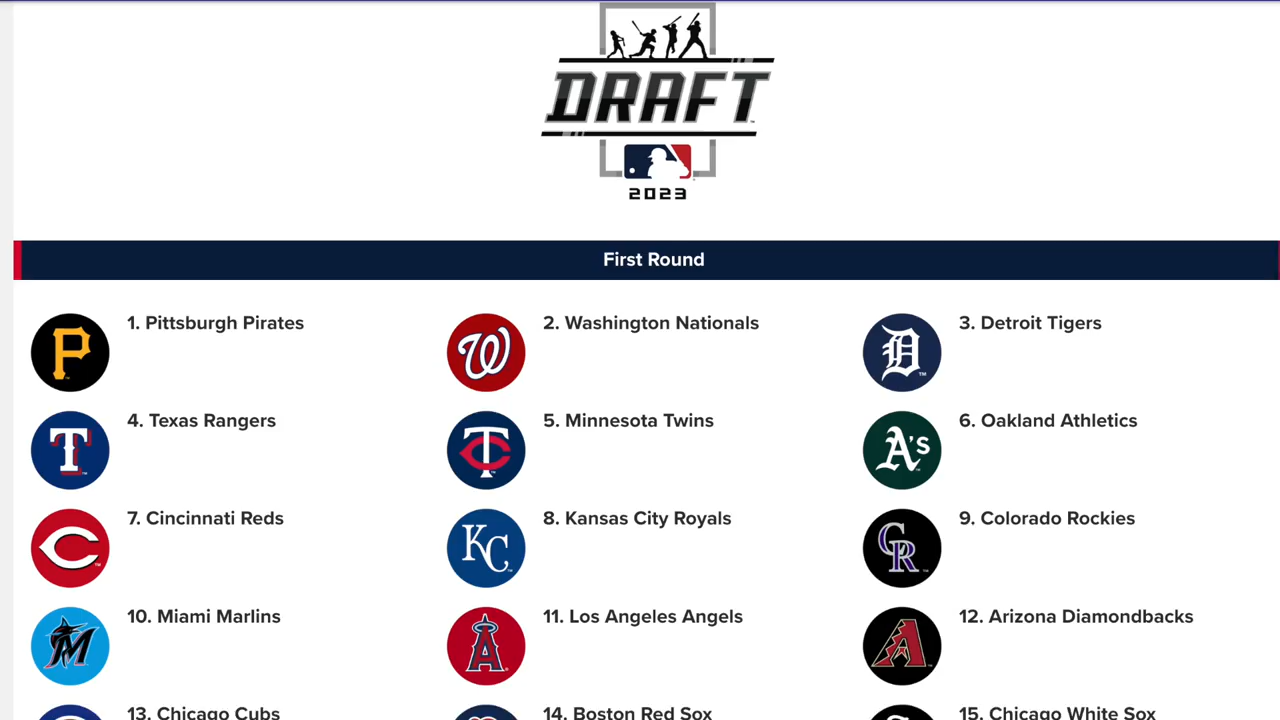 DRAFT
2023
First Round
1. Pittsburgh Pirates
2. Washington Nationals
3. Detroit Tigers
4. Texas Rangers
5. Minnesota Twins
6. Oakland Athletics
7. Cincinnati Reds
8. Kansas City Royals
9. Colorado Rockies
10. Miami Marlins
11. Los Angeles Angels
12. Arizona Diamondbacks
13. Chicago Cubs
14. Boston Red Sox
15. Chicago White Sox